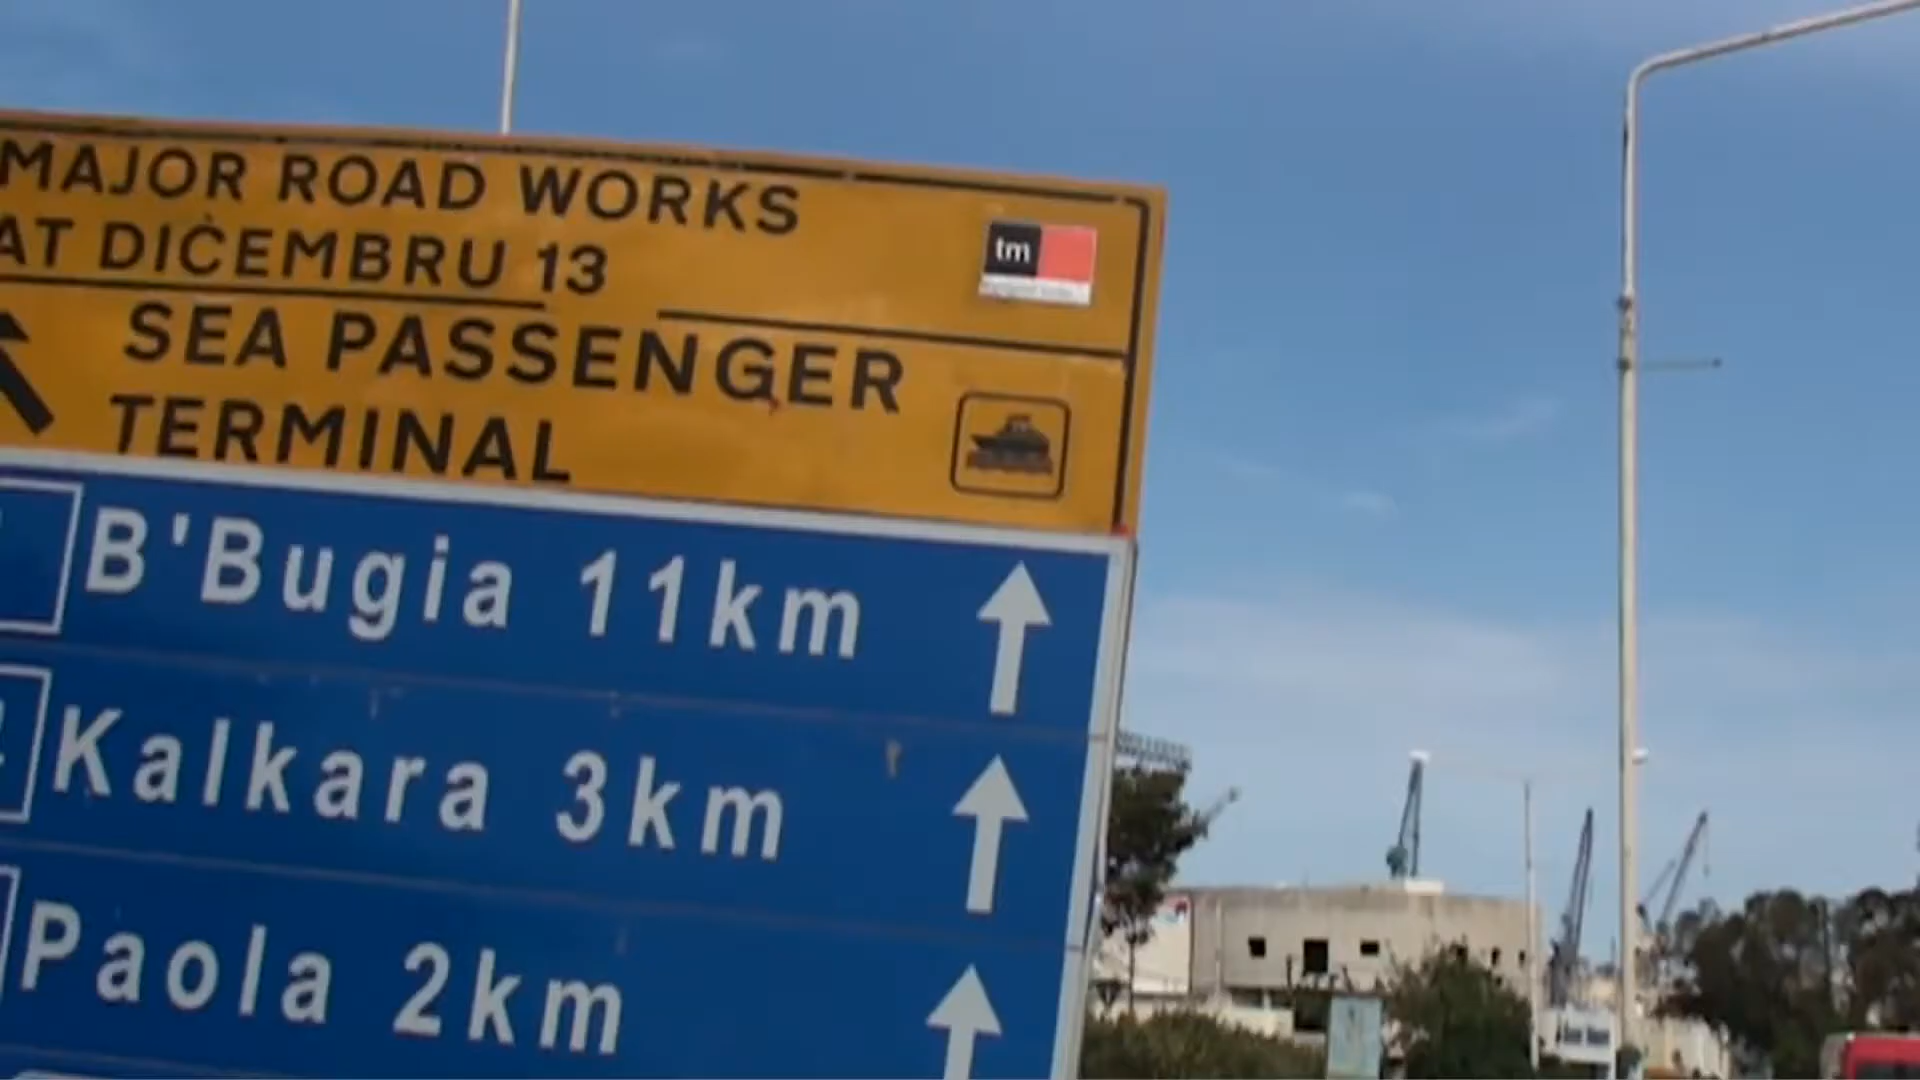 MAJOR ROAD WORKS
AT DIĊEMBRU 13
tm
SEA PASSENGER
TERMINAL
B'Bugia 11km
Kalkara 3km
Paola 2km